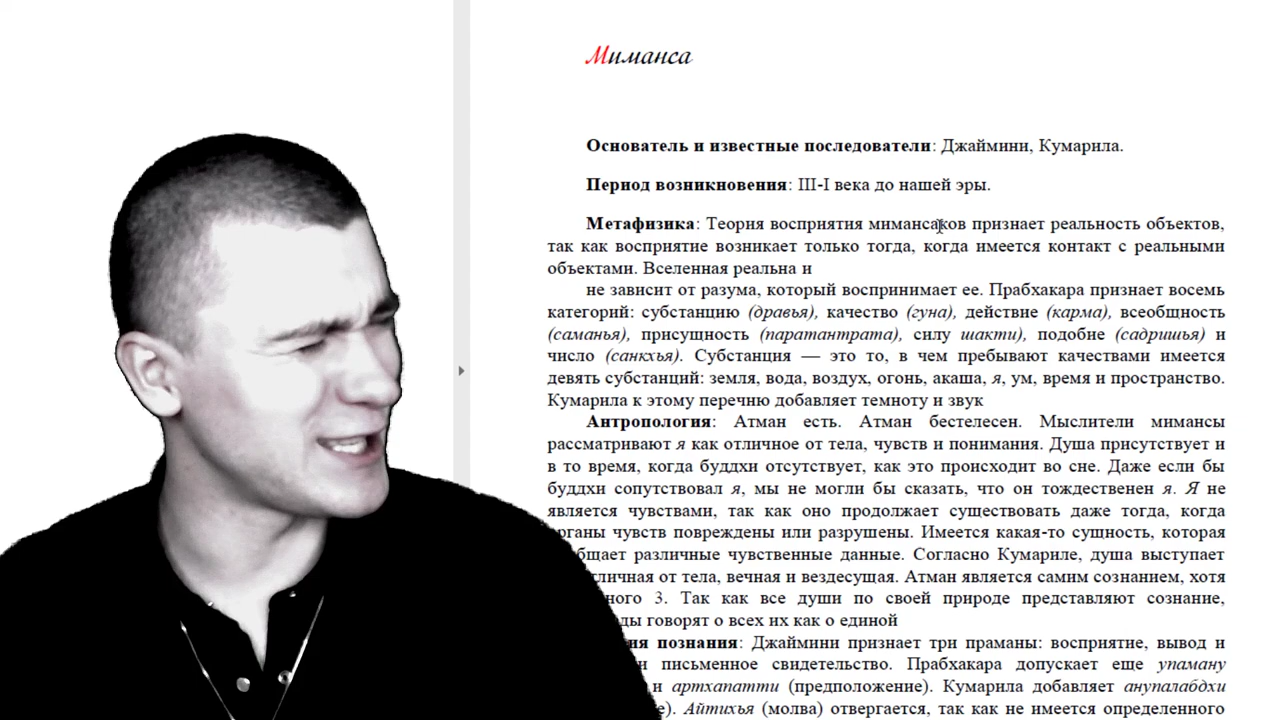 Миманса
Основатель и известные последователи: Джаймини, Кумарила.
Период возникновения: III-I века до нашей эры.
Метафизика: Теория восприятия мимансаков признает реальность объектов,
так как восприятие возникает только тогда, когда имеется контакт с реальными
объектами. Вселенная реальна и
не зависит от разума, который воспринимает ее. Прабхакара признает восемь
категорий: субстанцию (дравья), качество (гуна), действие (карма), всеобщность
(саманья), присущность (паратантрата), силу шакти), подобие (садришья) и
число (санкхья). Субстанция — это то, в чем пребывают качествами имеется
девять субстанций: земля, вода, воздух, огонь, акаша, я, ум, время и пространство.
Кумарила к этому перечню добавляет темноту и звук
Антропология: Атман есть. Атман бестелесен. Мыслители мимансы
рассматривают я как отличное от тела, чувств и понимания. Душа присутствует и
в то время, когда буддхи отсутствует, как это происходит во сне. Даже если бы
буддхи сопутствовал я, мы не могли бы сказать, что он тождественен я. Я не
является чувствами, так как оно продолжает существовать даже тогда, когда
органы чувств повреждены или разрушены. Имеется какая-то сущность, которая
различные чувственные данные. Согласно Кумариле, душа выступает
от тела, вечная и вездесущая. Атман является самим сознанием, хотя
3. Так как все души по своей природе представляют сознание,
говорят о всех их как о единой
познания: Джаймини признает три праманы: восприятие, вывод и
письменное свидетельство. Прабхакара допускает еще упаману
и артхапатти (предположение). Кумарила добавляет анупалабдхи
Айтихья (молва) отвергается, так как не имеется определенного